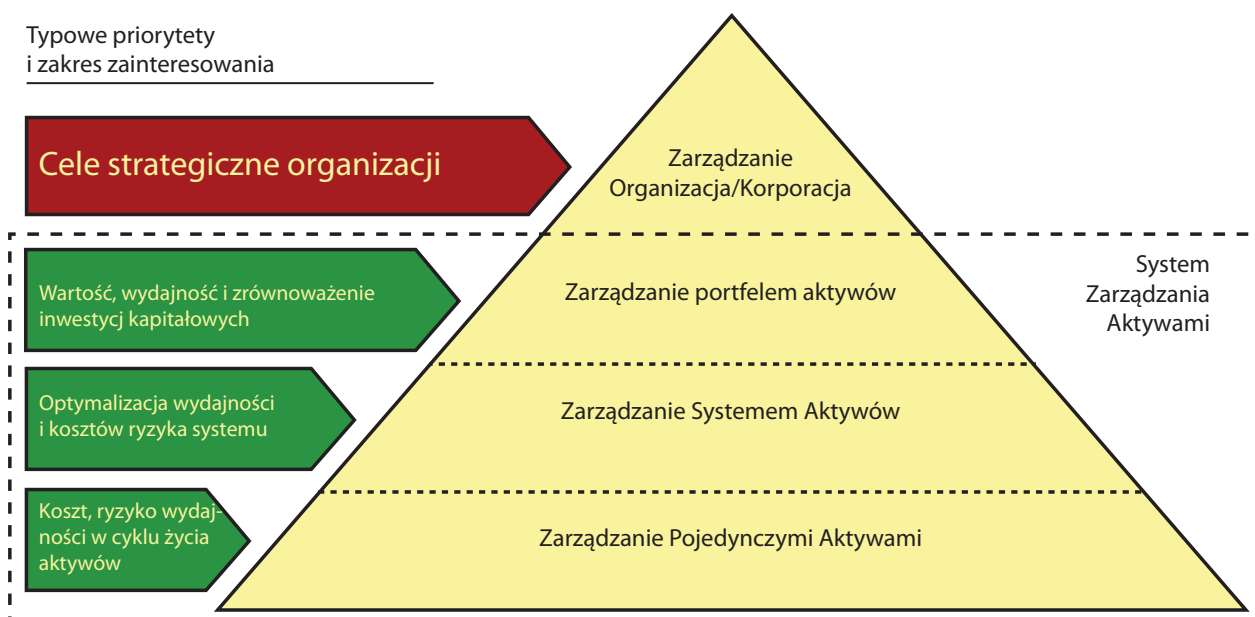 Typowe priorytety
i zakres zainteresowania
Cele strategiczne organizacji
Zarządzanie
Organizacja/Korporacja
Wartość, wydajność i zrównoważenie
inwestycj kapitałowych
Zarządzanie portfelem aktywów
System
Zarządzania
Aktywami
Optymalizacja wydajności
i kosztów ryzyka systemu
Zarządzanie Systemem Aktywów
Koszt, ryzyko wydaj-
ności w cyklu życia
aktywów
Zarządzanie Pojedynczymi Aktywami